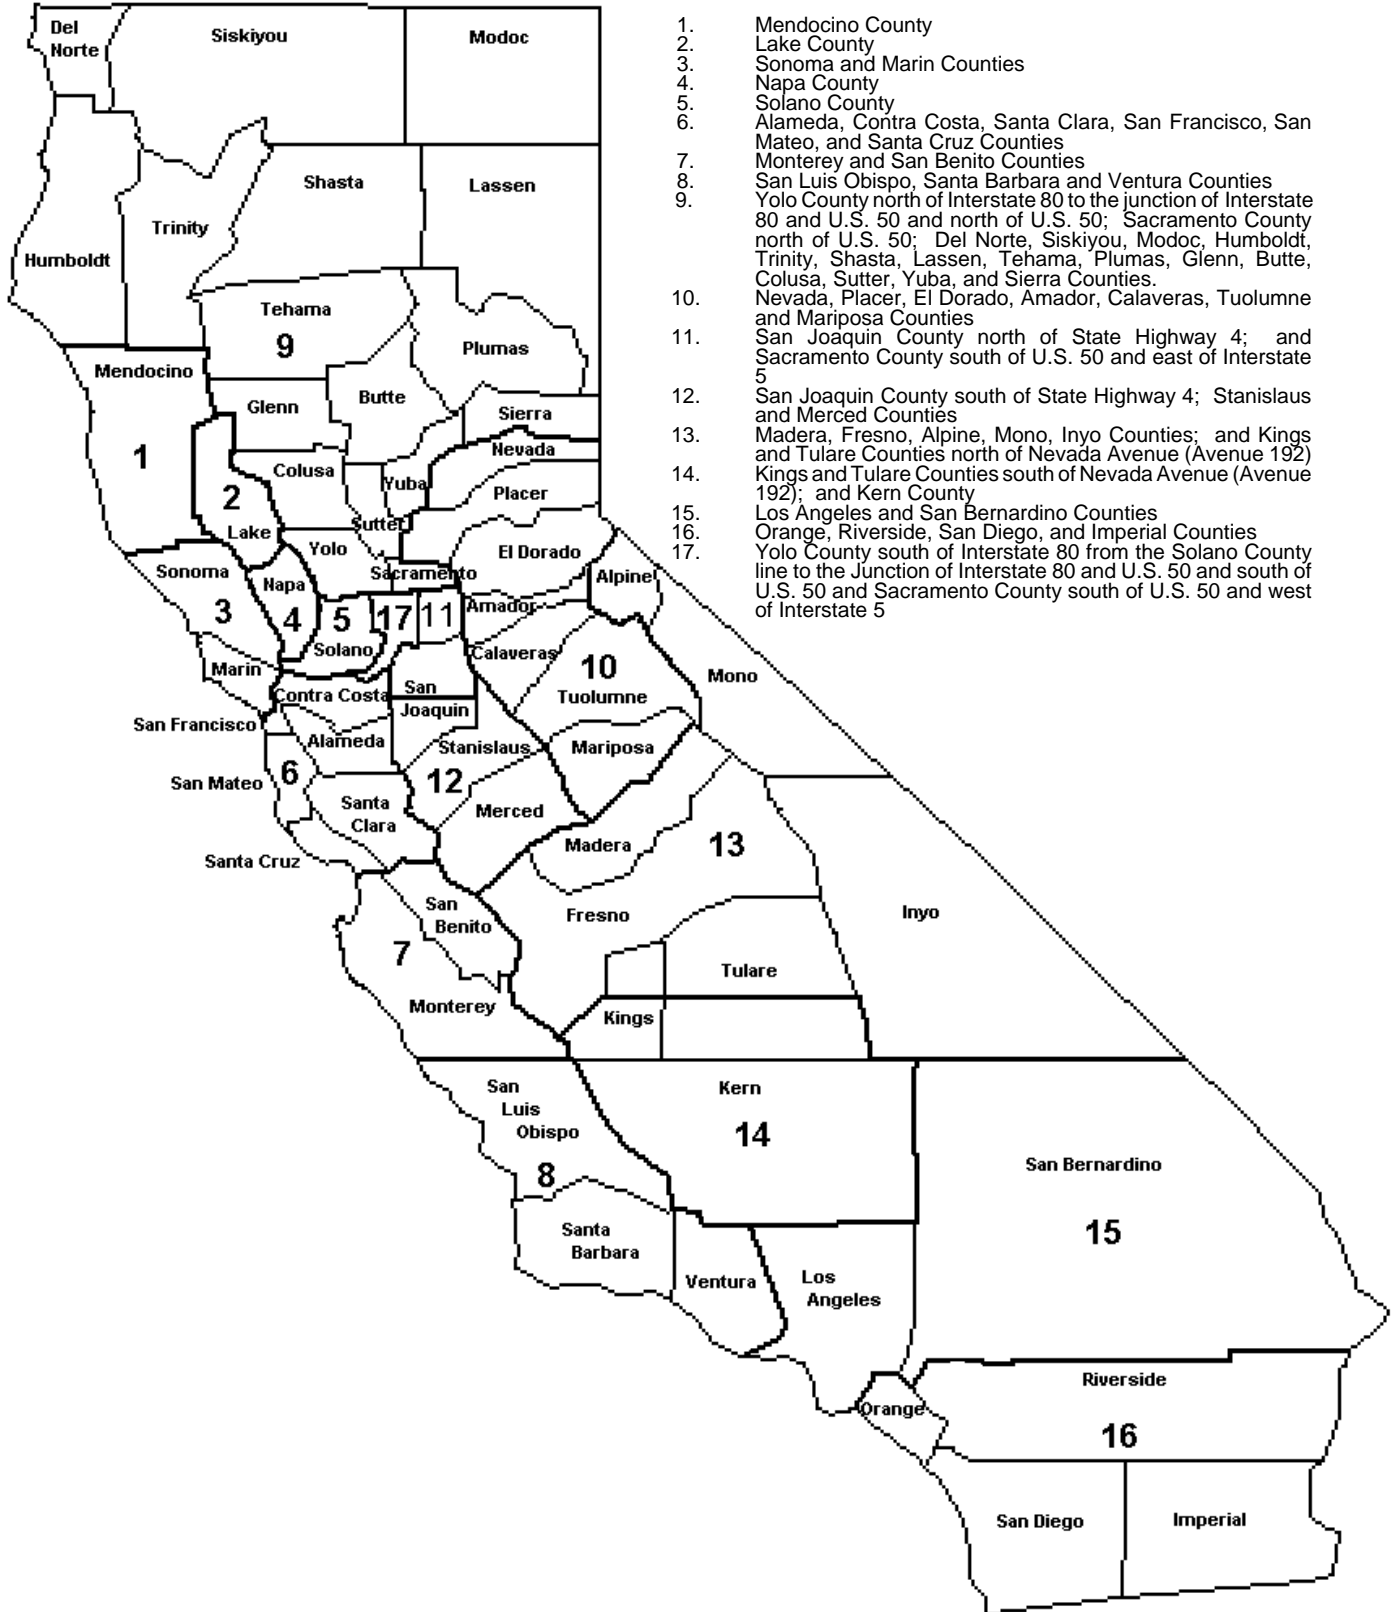 Del
Norte
Siskiyou
Modoc
1. Mendocino County
2. Lake County
3. Sonoma and Marin Counties
4. Napa County
5. Solano County
6. Alameda, Contra Costa, Santa Clara, San Francisco, San
Mateo, and Santa Cruz Counties
7. Monterey and San Benito Counties
8. San Luis Obispo, Santa Barbara and Ventura Counties
9. Yolo County north of Interstate 80 to the junction of Interstate
80 and U.S. 50 and north of U.S. 50; Sacramento County
north of U.S. 50; Del Norte, Siskiyou, Modoc, Humboldt,
Trinity, Shasta, Lassen, Tehama, Plumas, Glenn, Butte,
Colusa, Sutter, Yuba, and Sierra Counties.
10. Nevada, Placer, El Dorado, Amador, Calaveras, Tuolumne
and Mariposa Counties
11. San Joaquin County north of State Highway 4; and
Sacramento County south of U.S. 50 and east of Interstate
5
12. San Joaquin County south of State Highway 4; Stanislaus
and Merced Counties
13. Madera, Fresno, Alpine, Mono, Inyo Counties; and Kings
and Tulare Counties north of Nevada Avenue (Avenue 192)
14. Kings and Tulare Counties south of Nevada Avenue (Avenue
192); and Kern County
15. Los Angeles and San Bernardino Counties
16. Orange, Riverside, San Diego, and Imperial Counties
17. Yolo County south of Interstate 80 from the Solano County
line to the Junction of Interstate 80 and U.S. 50 and south of
U.S. 50 and Sacramento County south of U.S. 50 and west
of Interstate 5
Shasta
Lassen
Trinity
Humboldt
Tehama
9
Plumas
Mendocino
Butte
Glenn
Sierra
1
Nevada
Colusa
Yuba
Placer
2
Sutter
Lake
Yolo
El Dorado
Sonoma
Napa
Sacramento
Alpine
3
4
5
17
11
Amador
Solano
Calaveras
10
Marin
Mono
Contra Costa
San
Joaquin
Tuolumne
San Francisco
Alameda
Stanislaus
Mariposa
San Mateo
6
12
Santa
Clara
Merced
Madera
13
Santa Cruz
San
Benito
Fresno
Inyo
7
Tulare
Monterey
Kings
San
Luis
Obispo
Kern
14
8
San Bernardino
15
Santa
Barbara
Ventura
Los
Angeles
Riverside
Orange
16
San Diego
Imperial